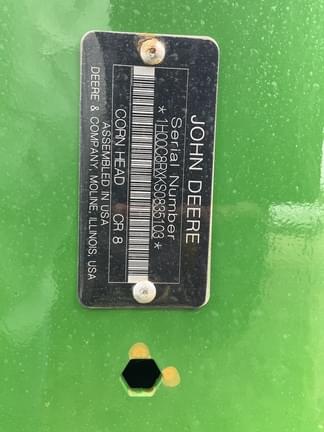 JOHN DEERE
Serial Number
*1H00C8RXKS0835103*
CORN HEAD CR 8
ASSEMBLED IN USA
DEERE & COMPANY, MOLINE, ILLINOIS, USA